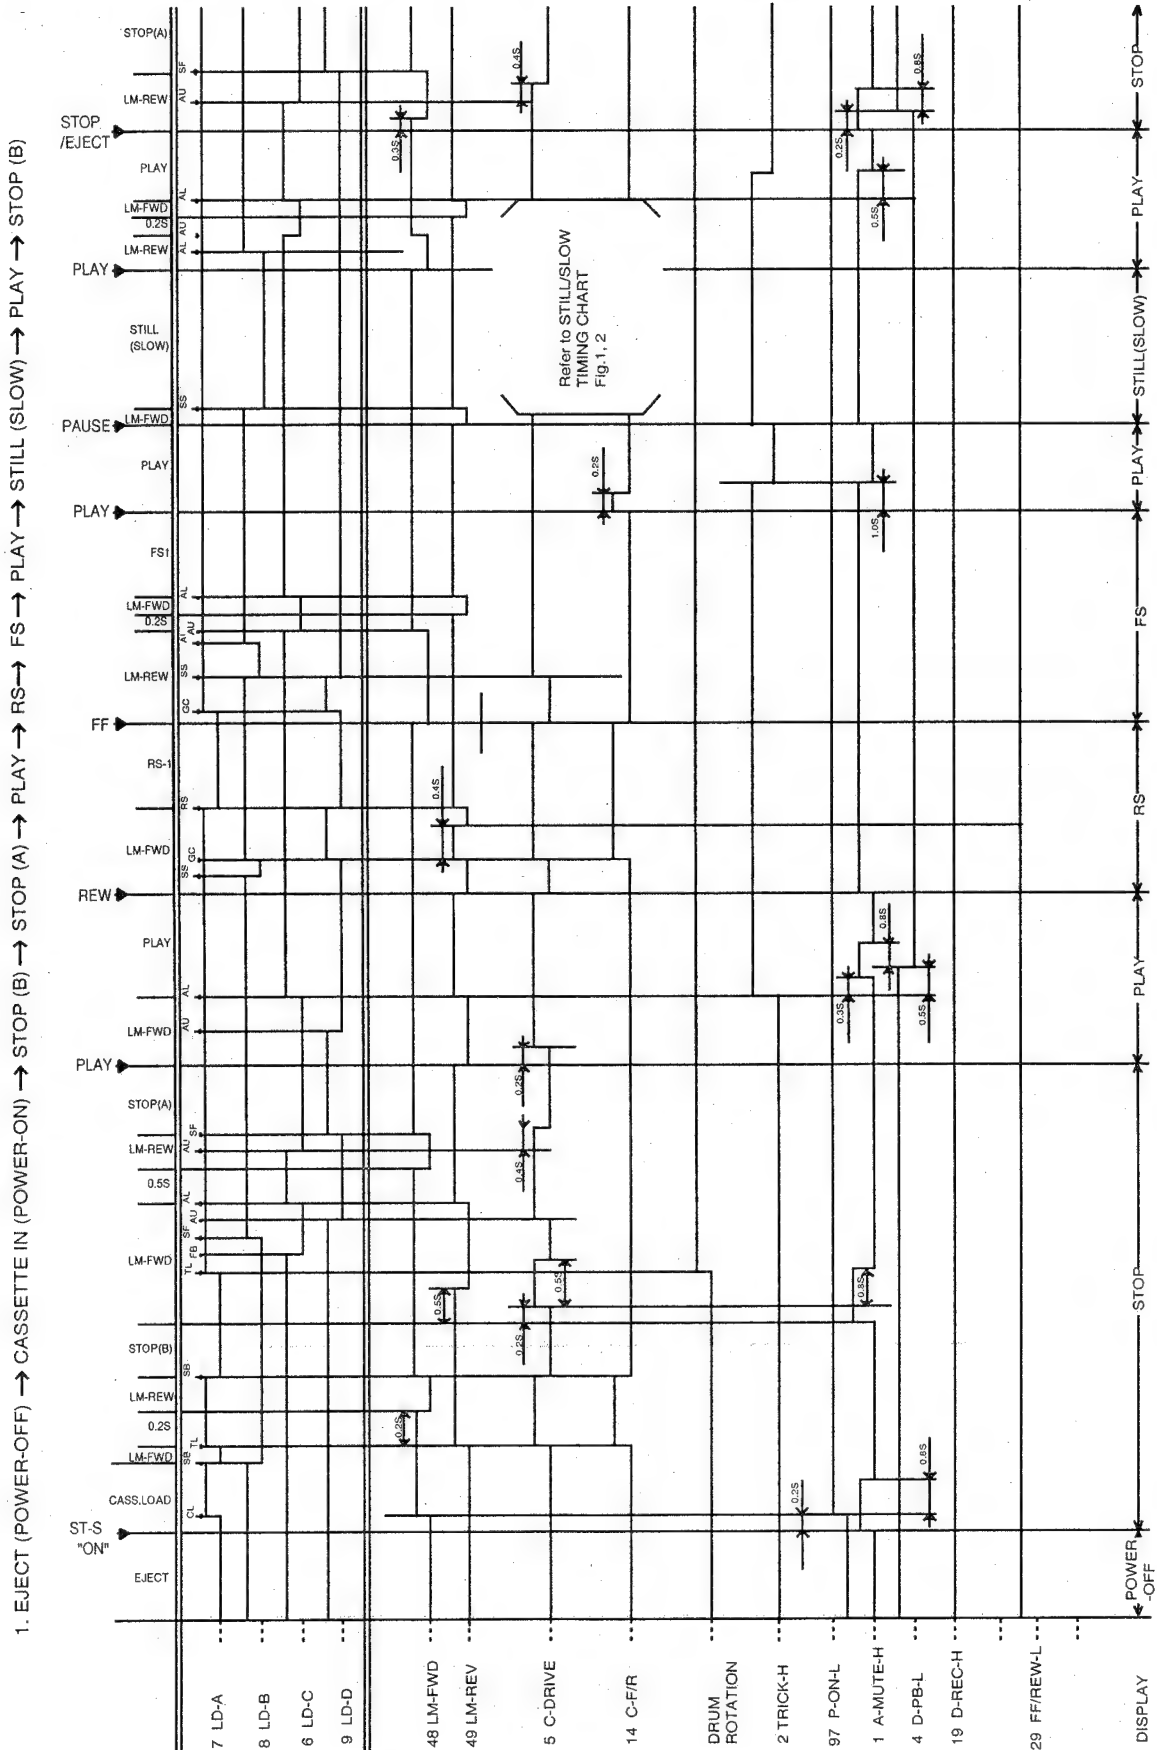 1. EJECT (POWER-OFF) → CASSETTE IN (POWER-ON) → STOP (B) → STOP (A) → PLAY → RS → FS → PLAY → STILL (SLOW) → PLAY → STOP (B)
ST-S "ON"
PLAY
REW
FF
PLAY
PAUSE
PLAY
STOP /EJECT
EJECT
CASS.LOAD
LM-FWD
0.2S
LM-REW
STOP(B)
LM-FWD
0.5S
LM-REW
STOP(A)
LM-FWD
PLAY
LM-FWD
RS-1
LM-REW
0.2S
LM-FWD
FS1
PLAY
LM-FWD
STILL (SLOW)
LM-REW
0.2S
LM-FWD
PLAY
LM-REW
STOP(A)
CL
SB
TL
SB
TL
FB
SF
AU
AL
AU
SF
AU
AL
SS
GC
RS
GC
SS
AL
AU
AL
SS
AL
AU
AL
AU
SF
7 LD-A
8 LD-B
6 LD-C
9 LD-D
48 LM-FWD
0.2S
0.3S
49 LM-REV
0.5S
0.4S
5 C-DRIVE
0.2S
0.5S
0.4S
0.2S
0.4S
14 C-F/R
0.2S
Refer to STILL/SLOW
TIMING CHART
Fig.1, 2
DRUM
ROTATION
2 TRICK-H
0.2S
97 P-ON-L
0.3S
0.2S
1 A-MUTE-H
0.8S
0.8S
1.0S
0.5S
4 D-PB-L
0.8S
0.5S
0.8S
19 D-REC-H
29 FF/REW-L
DISPLAY
POWER -OFF
STOP
PLAY
RS
FS
PLAY
STILL(SLOW)
PLAY
STOP